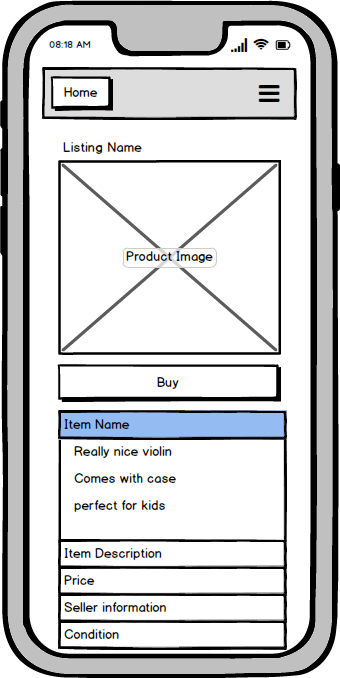 08:18 AM
Home
Listing Name
Product Image
Buy
Item Name
Really nice violin
Comes with case
perfect for kids
Item Description
Price
Seller information
Condition